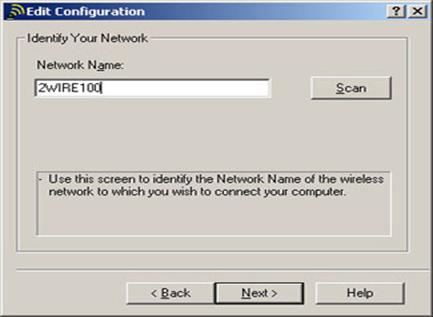 Edit Configuration
Identify Your Network
Network Name:
2WIRE100
Scan
- Use this screen to identify the Network Name of the wireless
network to which you wish to connect your computer.
< Back
Next >
Help